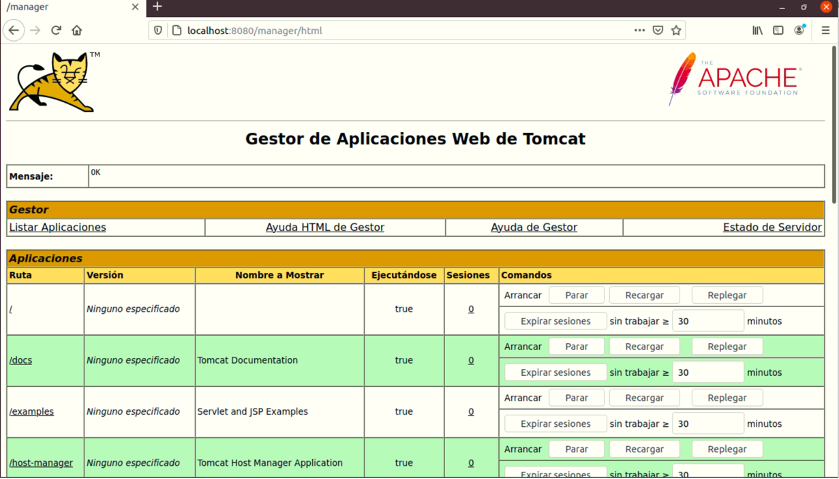 /manager
localhost:8080/manager/html
TM
THE
APACHE®
SOFTWARE FOUNDATION
Gestor de Aplicaciones Web de Tomcat
Mensaje: OK
Gestor
Listar Aplicaciones Ayuda HTML de Gestor Ayuda de Gestor Estado de Servidor
Aplicaciones
Ruta Versión Nombre a Mostrar Ejecutándose Sesiones Comandos
Arrancar Parar Recargar Replegar
/ Ninguno especificado true 0
Expirar sesiones sin trabajar ≥ 30 minutos
Arrancar Parar Recargar Replegar
/docs Ninguno especificado Tomcat Documentation true 0
Expirar sesiones sin trabajar ≥ 30 minutos
Arrancar Parar Recargar Replegar
/examples Ninguno especificado Servlet and JSP Examples true 0
Expirar sesiones sin trabajar ≥ 30 minutos
Arrancar Parar Recargar Replegar
/host-manager Ninguno especificado Tomcat Host Manager Application true 0
Expirar sesiones sin trabajar ≥ 30 minutos